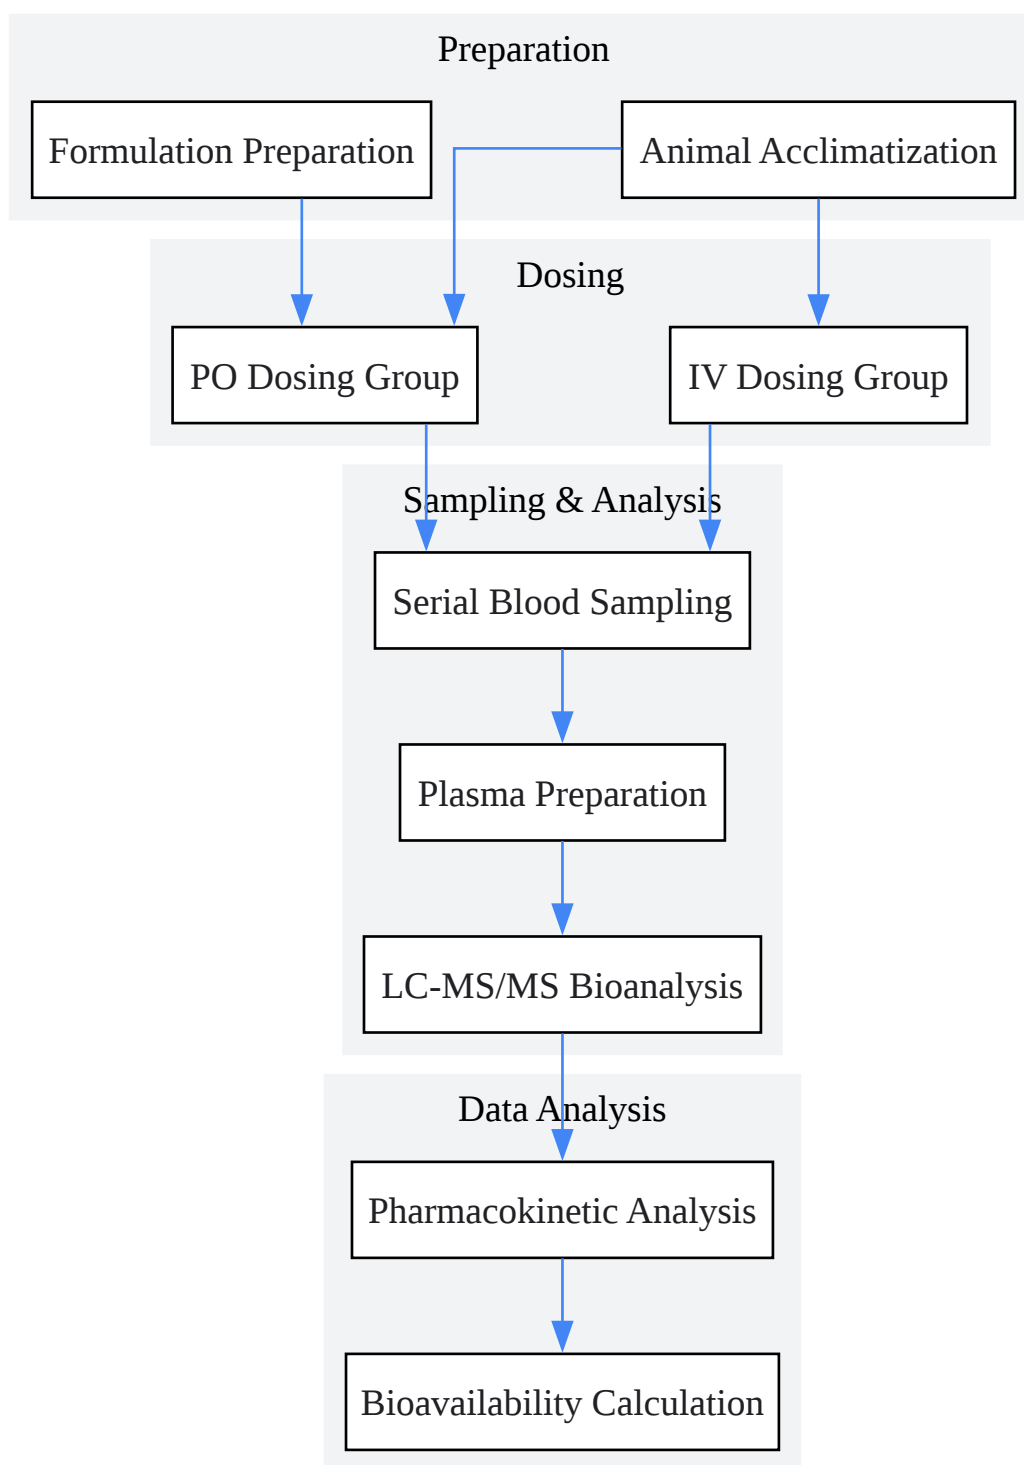 Preparation
Formulation Preparation
Animal Acclimatization
Dosing
PO Dosing Group
IV Dosing Group
Sampling & Analysis
Serial Blood Sampling
Plasma Preparation
LC-MS/MS Bioanalysis
Data Analysis
Pharmacokinetic Analysis
Bioavailability Calculation